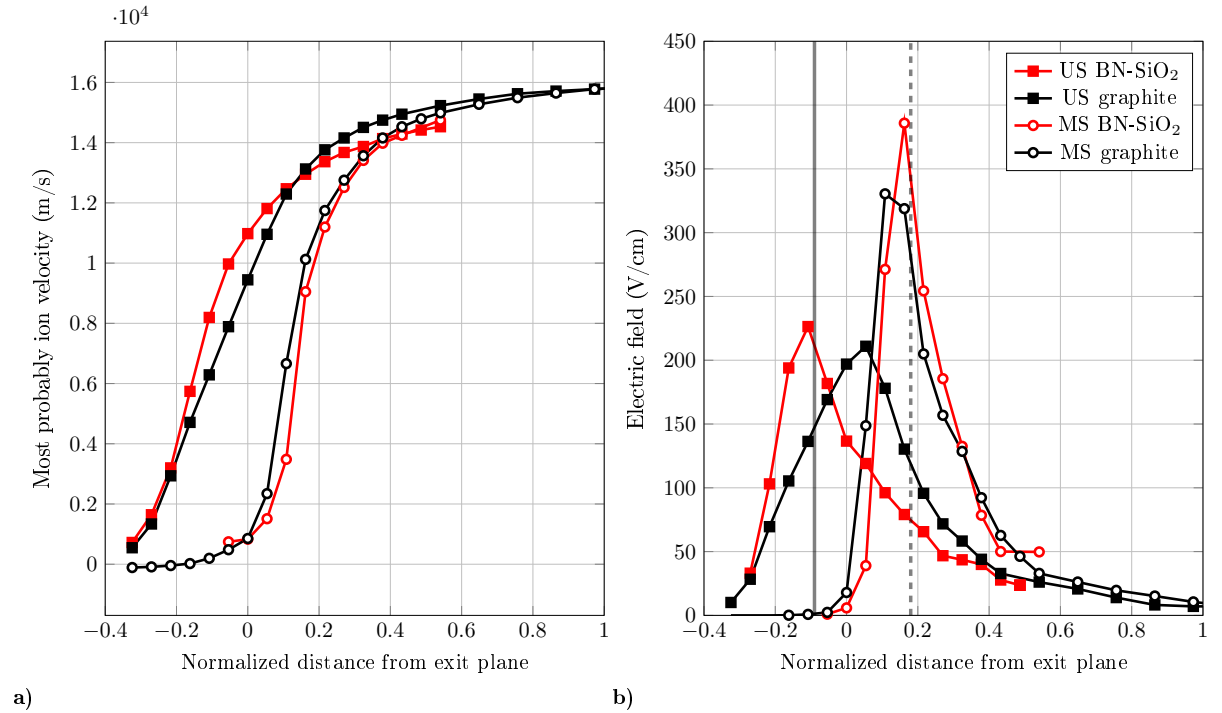 ·10⁴
1.6
1.4
1.2
1
0.8
0.6
0.4
0.2
0
Most probably ion velocity (m/s)
−0.4 −0.2 0 0.2 0.4 0.6 0.8 1
Normalized distance from exit plane
a)
450
400
350
300
250
200
150
100
50
0
Electric field (V/cm)
US BN-SiO₂
US graphite
MS BN-SiO₂
MS graphite
−0.4 −0.2 0 0.2 0.4 0.6 0.8 1
Normalized distance from exit plane
b)